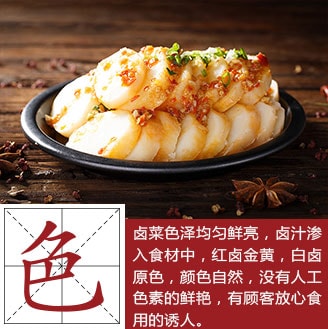 色
卤菜色泽均匀鲜亮，卤汁渗
入食材中，红卤金黄，白卤
原色，颜色自然，没有人工
色素的鲜艳，有顾客放心食
用的诱人。